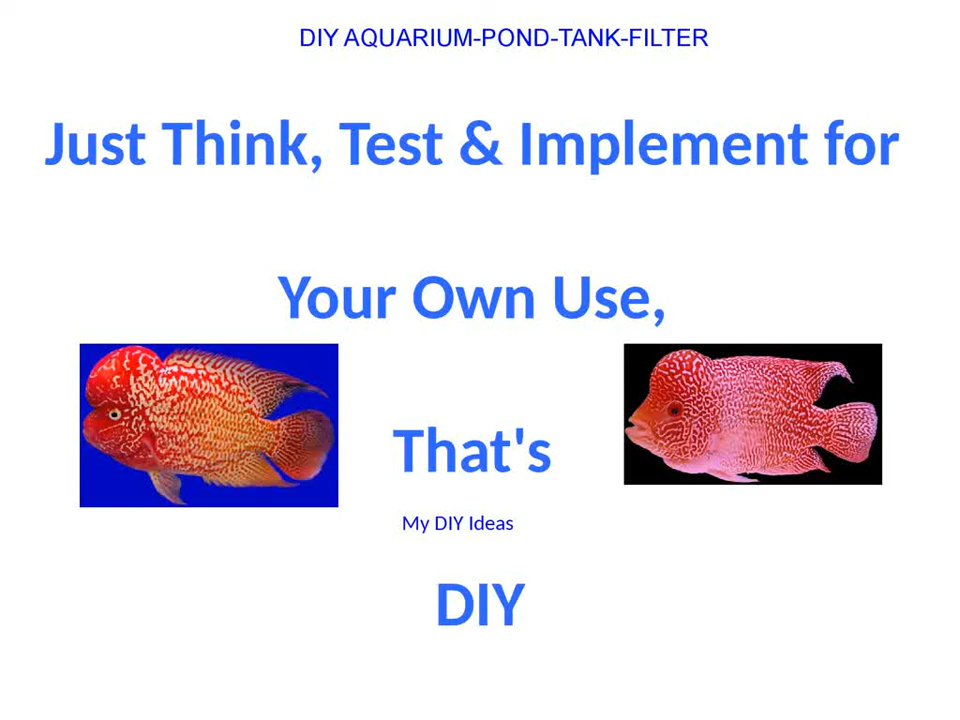 DIY AQUARIUM-POND-TANK-FILTER
Just Think, Test & Implement for
Your Own Use,
That's
My DIY Ideas
DIY